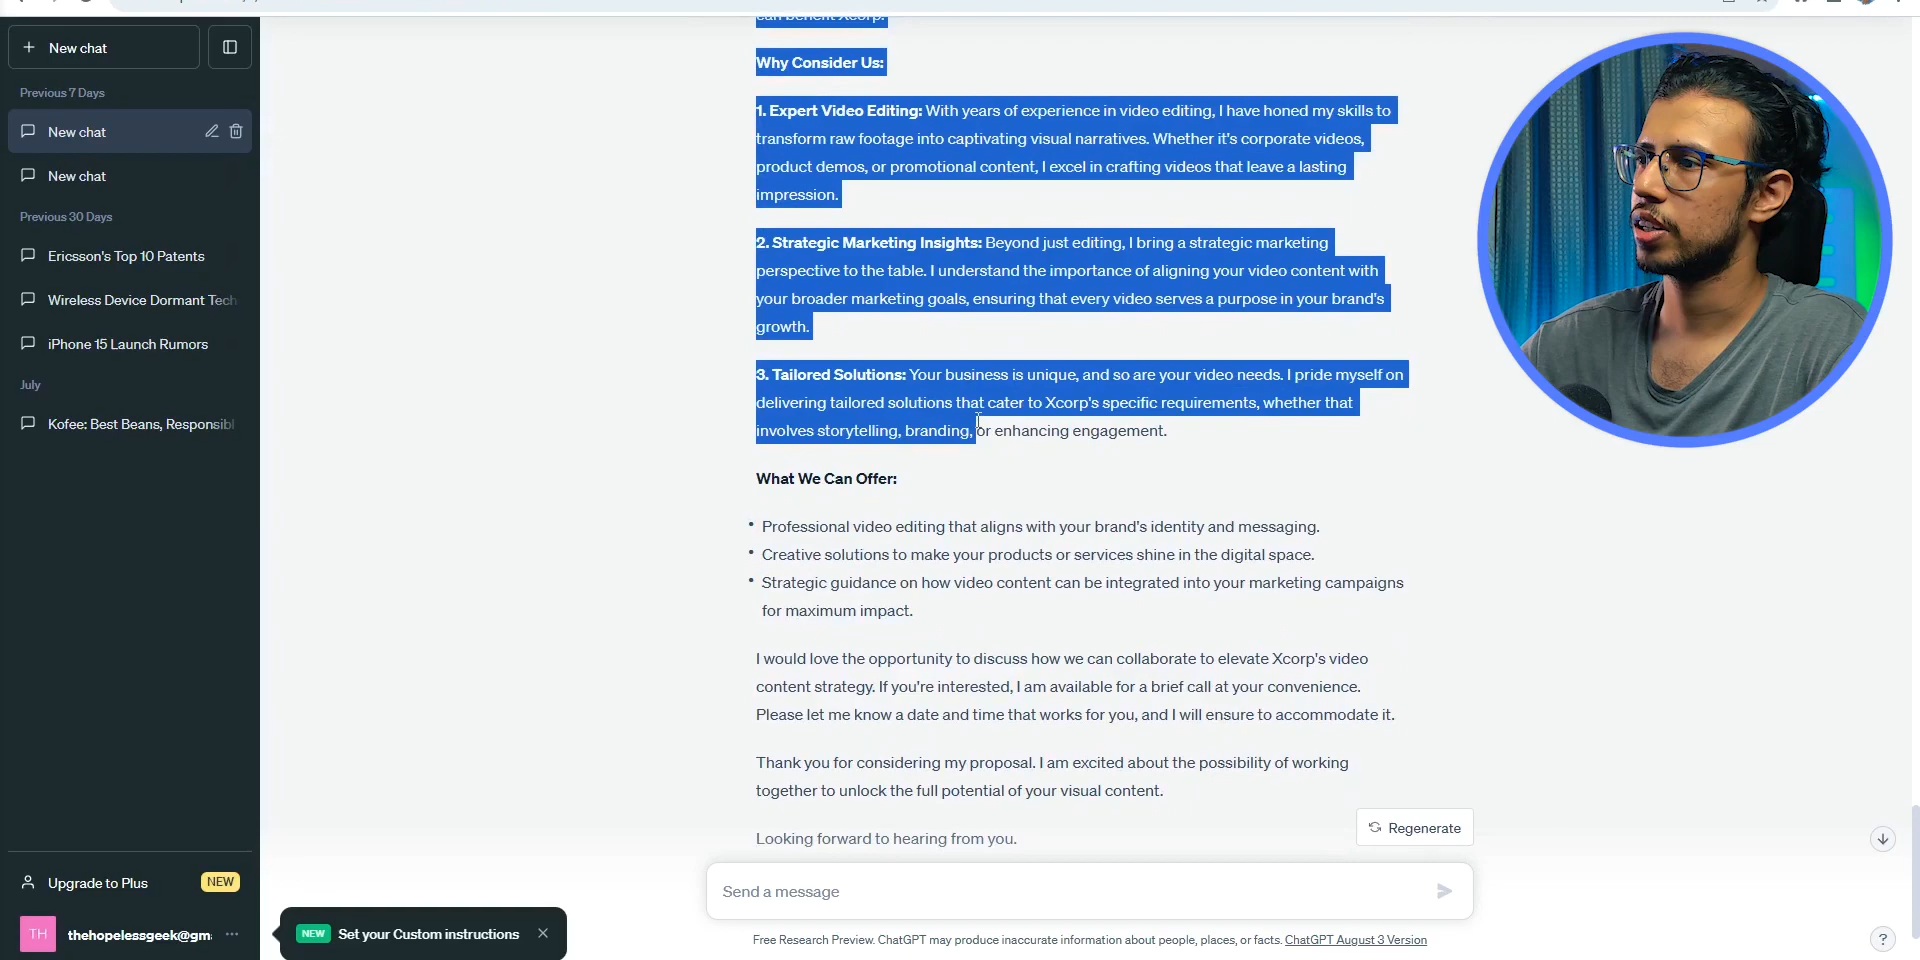 New chat
Previous 7 Days
New chat
New chat
Previous 30 Days
Ericsson's Top 10 Patents
Wireless Device Dormant Tech
iPhone 15 Launch Rumors
July
Kofee: Best Beans, Responsibl
Upgrade to Plus
NEW
TH
thehopelessgeek@gm
NEW Set your Custom instructions
can benefit Xcorp.
Why Consider Us:
1. Expert Video Editing: With years of experience in video editing, I have honed my skills to
transform raw footage into captivating visual narratives. Whether it's corporate videos,
product demos, or promotional content, I excel in crafting videos that leave a lasting
impression.
2. Strategic Marketing Insights: Beyond just editing, I bring a strategic marketing
perspective to the table. I understand the importance of aligning your video content with
your broader marketing goals, ensuring that every video serves a purpose in your brand's
growth.
3. Tailored Solutions: Your business is unique, and so are your video needs. I pride myself on
delivering tailored solutions that cater to Xcorp's specific requirements, whether that
involves storytelling, branding, or enhancing engagement.
What We Can Offer:
• Professional video editing that aligns with your brand's identity and messaging.
• Creative solutions to make your products or services shine in the digital space.
• Strategic guidance on how video content can be integrated into your marketing campaigns
for maximum impact.
I would love the opportunity to discuss how we can collaborate to elevate Xcorp's video
content strategy. If you're interested, I am available for a brief call at your convenience.
Please let me know a date and time that works for you, and I will ensure to accommodate it.
Thank you for considering my proposal. I am excited about the possibility of working
together to unlock the full potential of your visual content.
Looking forward to hearing from you.
Regenerate
Send a message
Free Research Preview. ChatGPT may produce inaccurate information about people, places, or facts. ChatGPT August 3 Version
?